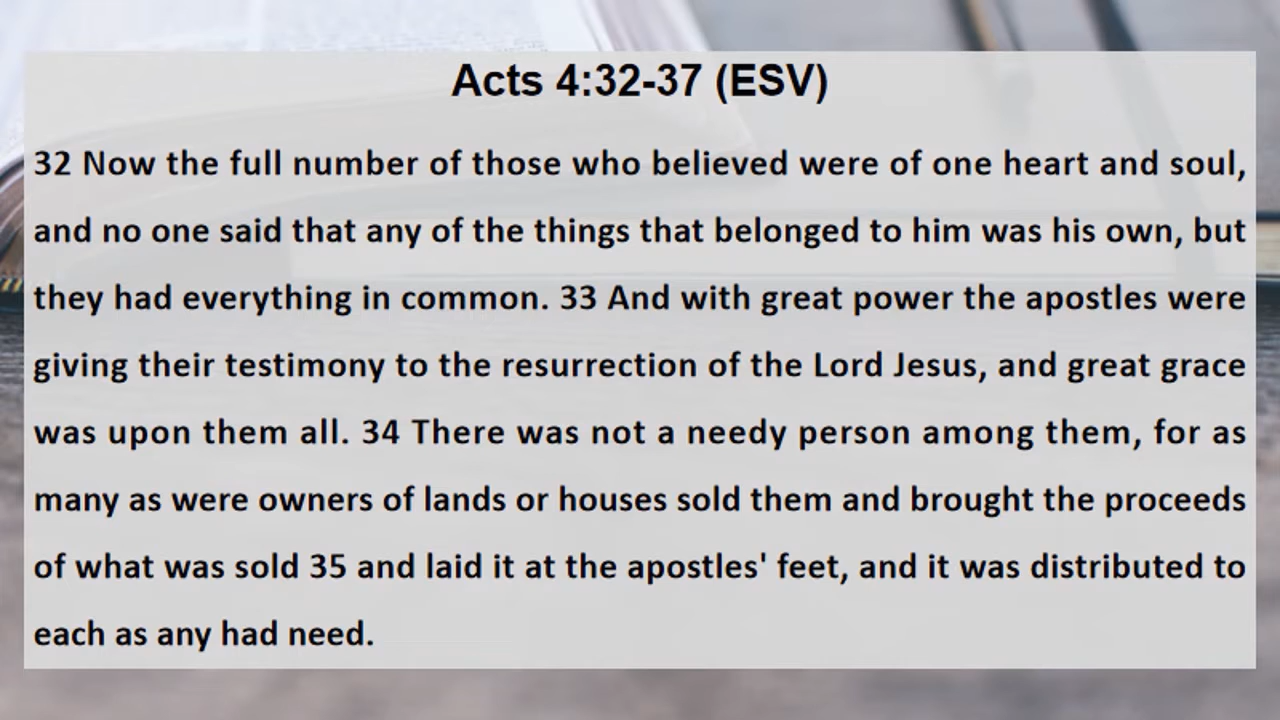 Acts 4:32-37 (ESV)
32 Now the full number of those who believed were of one heart and soul,
and no one said that any of the things that belonged to him was his own, but
they had everything in common. 33 And with great power the apostles were
giving their testimony to the resurrection of the Lord Jesus, and great grace
was upon them all. 34 There was not a needy person among them, for as
many as were owners of lands or houses sold them and brought the proceeds
of what was sold 35 and laid it at the apostles' feet, and it was distributed to
each as any had need.